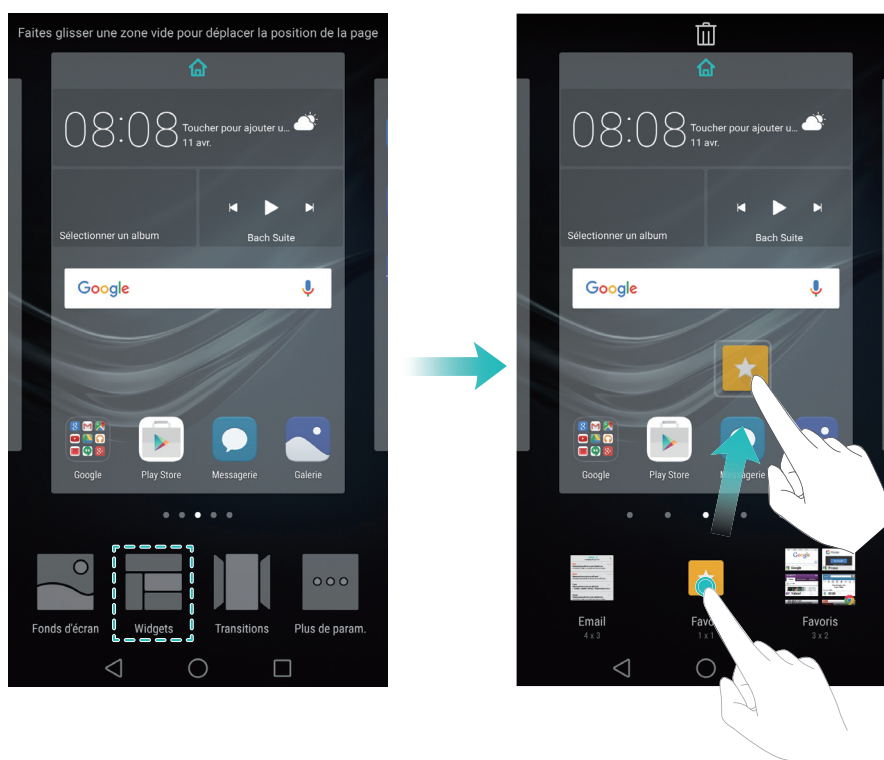 Faites glisser une zone vide pour déplacer la position de la page
08:08
Toucher pour ajouter u...
11 avr.
Sélectionner un album
Bach Suite
Google
Google
Play Store
Messagerie
Galerie
Fonds d'écran
Widgets
Transitions
Plus de param.
08:08
Toucher pour ajouter u...
11 avr.
Sélectionner un album
Bach Suite
Google
Google
Play Store
Email
4 x 3
1 x 1
Favoris
3 x 2